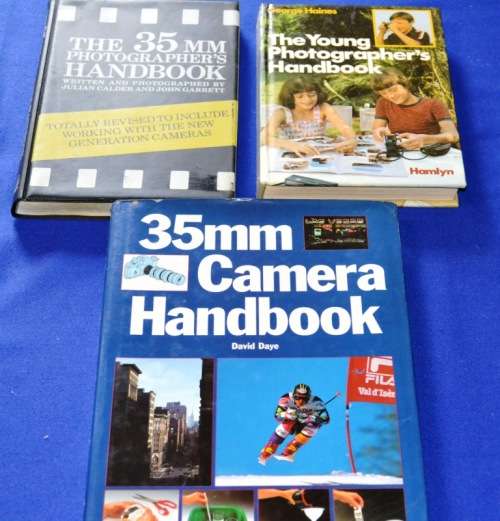 THE 35 MM
PHOTOGRAPHER'S
HANDBOOK
WRITTEN AND PHOTOGRAPHED BY
JULIAN CALDER AND JOHN GARRETT
TOTALLY REVISED TO INCLUDE
WORKING WITH THE NEW
GENERATION CAMERAS
George Haines
The Young
Photographer's
Handbook
Hamlyn
35mm
LAS VEGAS
Camera
Handbook
David Daye
FILA
Val d'Isère